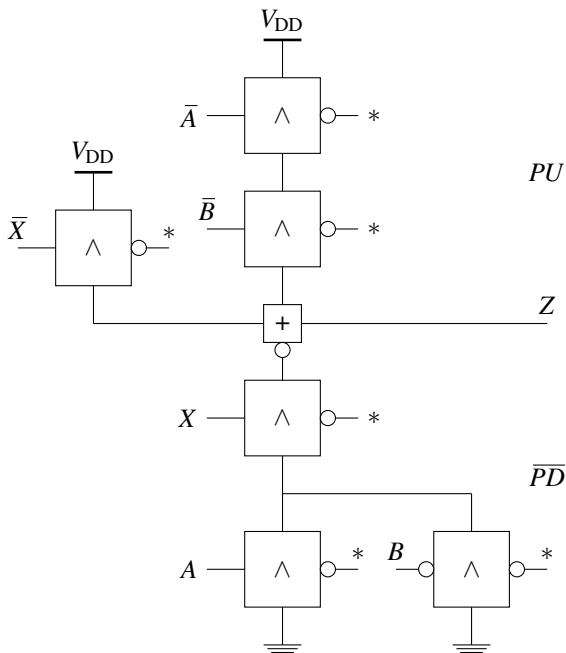 V_DD
A̅ ∧ *
V_DD
PU
B̅ ∧ *
X̅ ∧ *
+ Z
X ∧ *
P̅D̅
A ∧ * B ∧ *